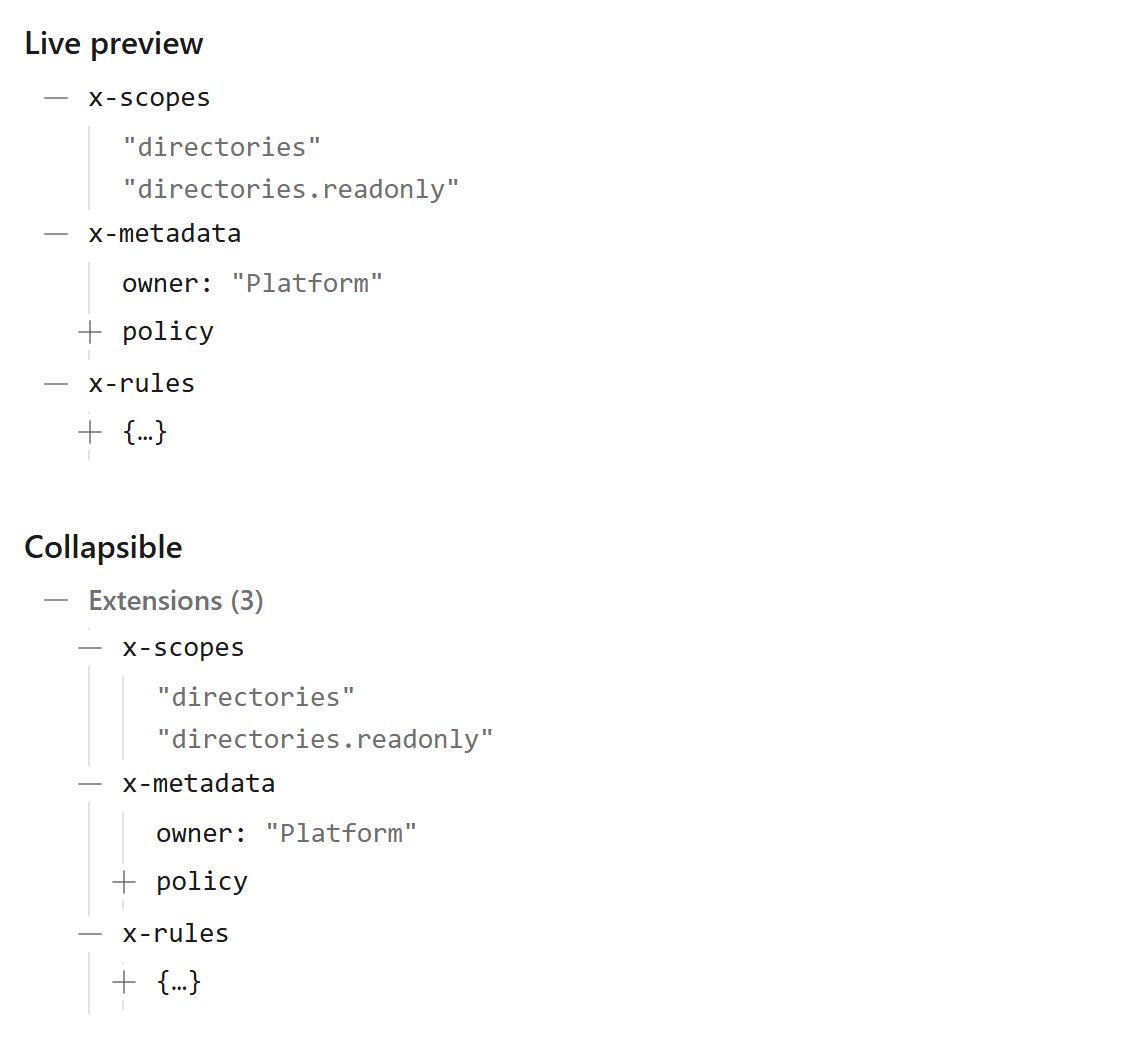 Live preview
x-scopes
"directories"
"directories.readonly"
x-metadata
owner: "Platform"
policy
x-rules
{…}
Collapsible
Extensions (3)
x-scopes
"directories"
"directories.readonly"
x-metadata
owner: "Platform"
policy
x-rules
{…}